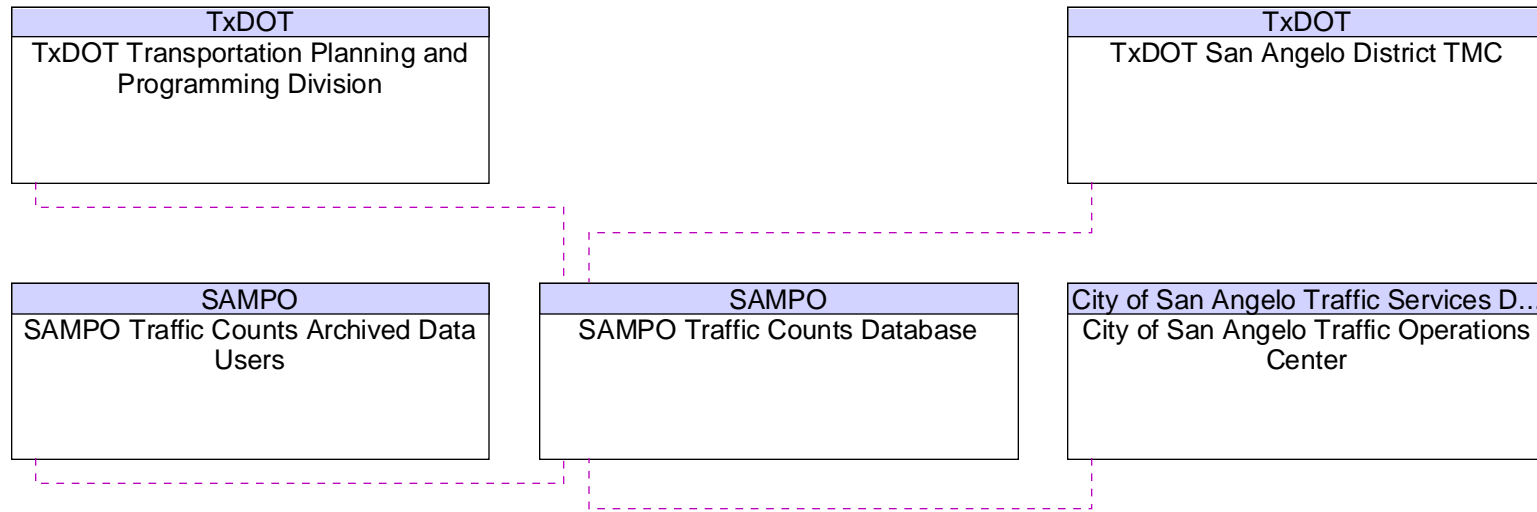 TxDOT
TxDOT Transportation Planning and
Programming Division
TxDOT
TxDOT San Angelo District TMC
SAMPO
SAMPO Traffic Counts Archived Data
Users
SAMPO
SAMPO Traffic Counts Database
City of San Angelo Traffic Services D...
City of San Angelo Traffic Operations
Center